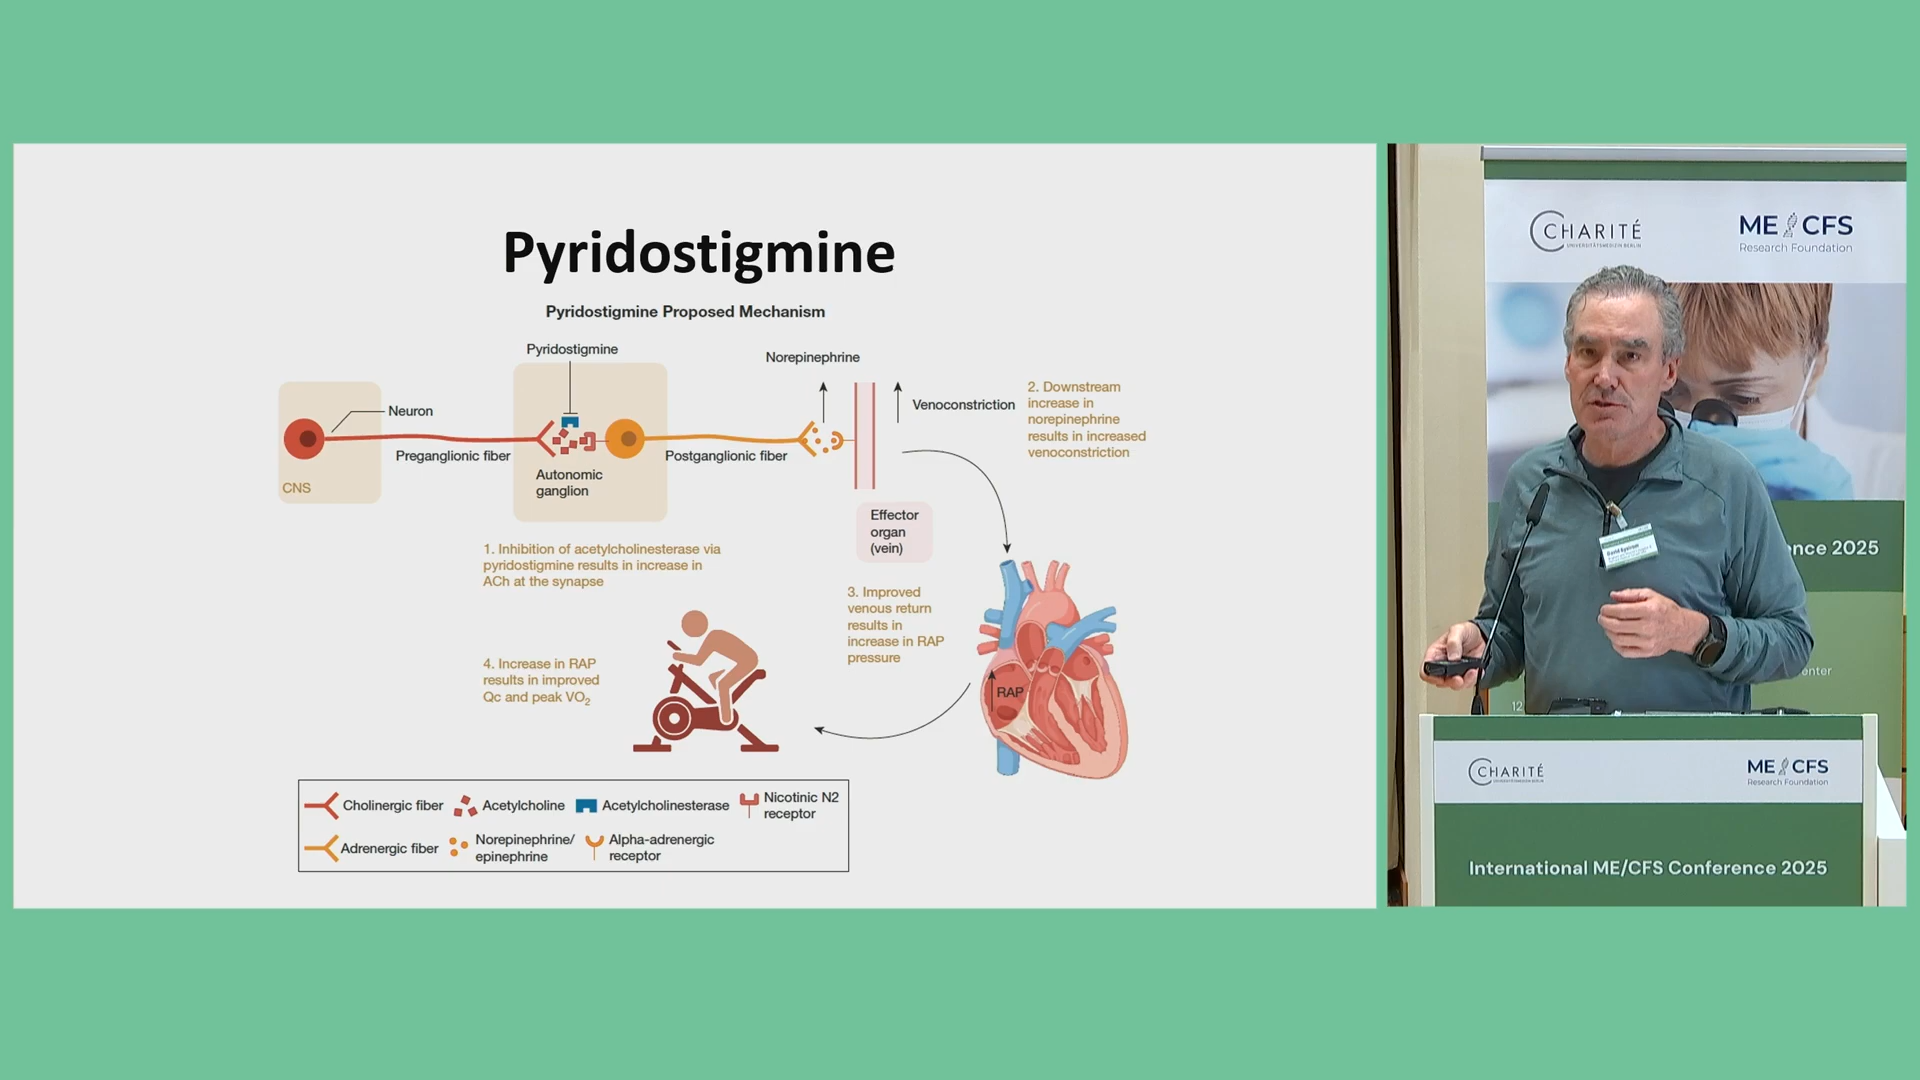 Pyridostigmine
Pyridostigmine Proposed Mechanism
Pyridostigmine
Norepinephrine
Neuron
Venoconstriction
Preganglionic fiber
Postganglionic fiber
CNS
Autonomic
ganglion
2. Downstream
increase in
norepinephrine
results in increased
venoconstriction
Effector
organ
(vein)
1. Inhibition of acetylcholinesterase via
pyridostigmine results in increase in
ACh at the synapse
3. Improved
venous return
results in
increase in RAP
pressure
RAP
4. Increase in RAP
results in improved
Qc and peak VO2
Cholinergic fiber
Acetylcholine
Acetylcholinesterase
Nicotinic N2
receptor
Adrenergic fiber
Norepinephrine/
epinephrine
Alpha-adrenergic
receptor
CHARITÉ
UNIVERSITÄTSMEDIZIN BERLIN
ME CFS
Research Foundation
nce 2025
enter
12
CHARITÉ
ME CFS
Research Foundation
International ME/CFS Conference 2025